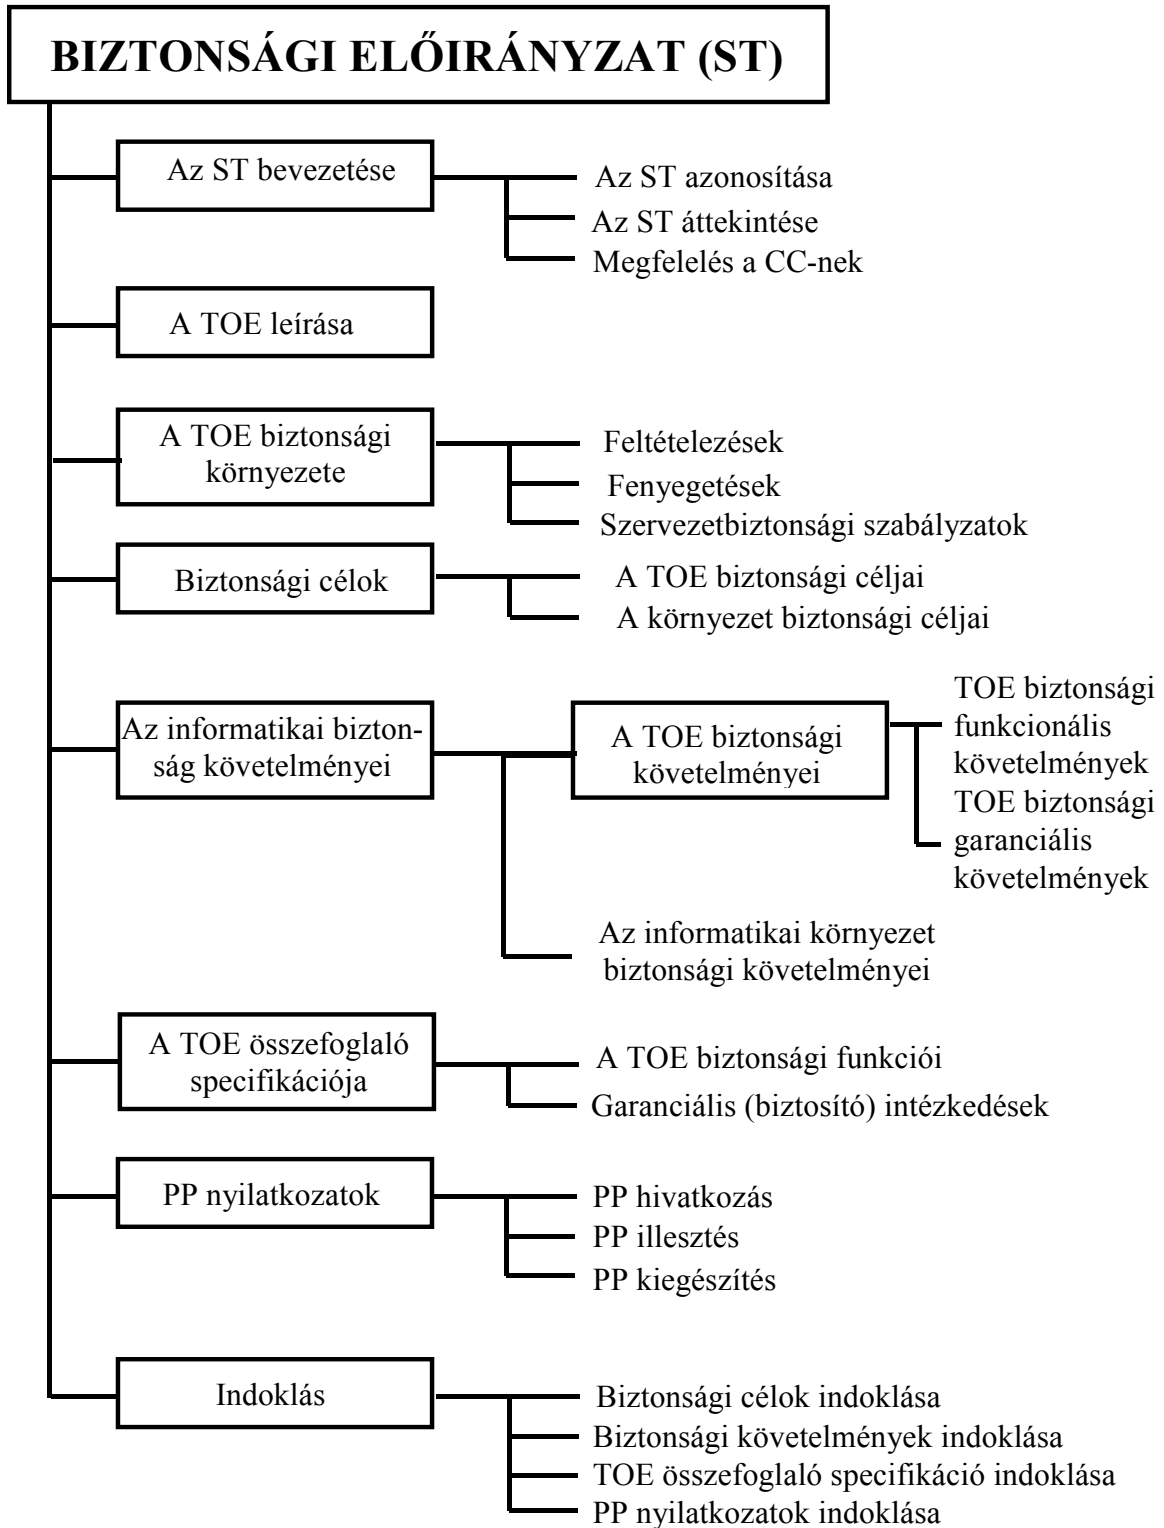 BIZTONSÁGI ELŐIRÁNYZAT (ST)
Az ST bevezetése
Az ST azonosítása
Az ST áttekintése
Megfelelés a CC-nek
A TOE leírása
A TOE biztonsági
környezete
Feltételezések
Fenyegetések
Szervezetbiztonsági szabályzatok
Biztonsági célok
A TOE biztonsági céljai
A környezet biztonsági céljai
Az informatikai bizton-
ság követelményei
A TOE biztonsági
követelményei
TOE biztonsági
funkcionális
követelmények
TOE biztonsági
garanciális
követelmények
Az informatikai környezet
biztonsági követelményei
A TOE összefoglaló
specifikációja
A TOE biztonsági funkciói
Garanciális (biztosító) intézkedések
PP nyilatkozatok
PP hivatkozás
PP illesztés
PP kiegészítés
Indoklás
Biztonsági célok indoklása
Biztonsági követelmények indoklása
TOE összefoglaló specifikáció indoklása
PP nyilatkozatok indoklása